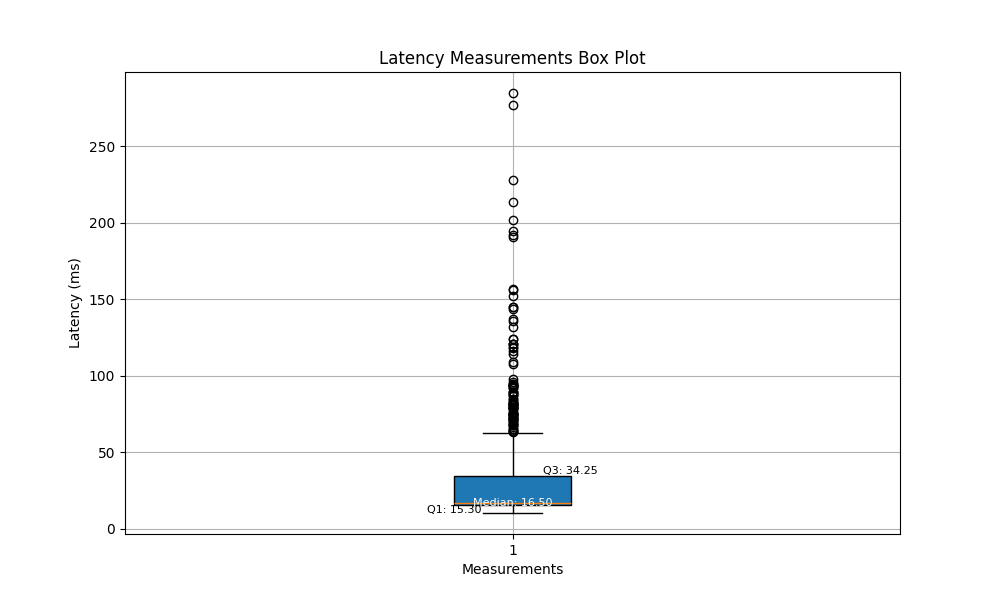 Latency Measurements Box Plot
250
200
150
100
50
0
Latency (ms)
Q3: 34.25
Median: 16.50
Q1: 15.30
1
Measurements